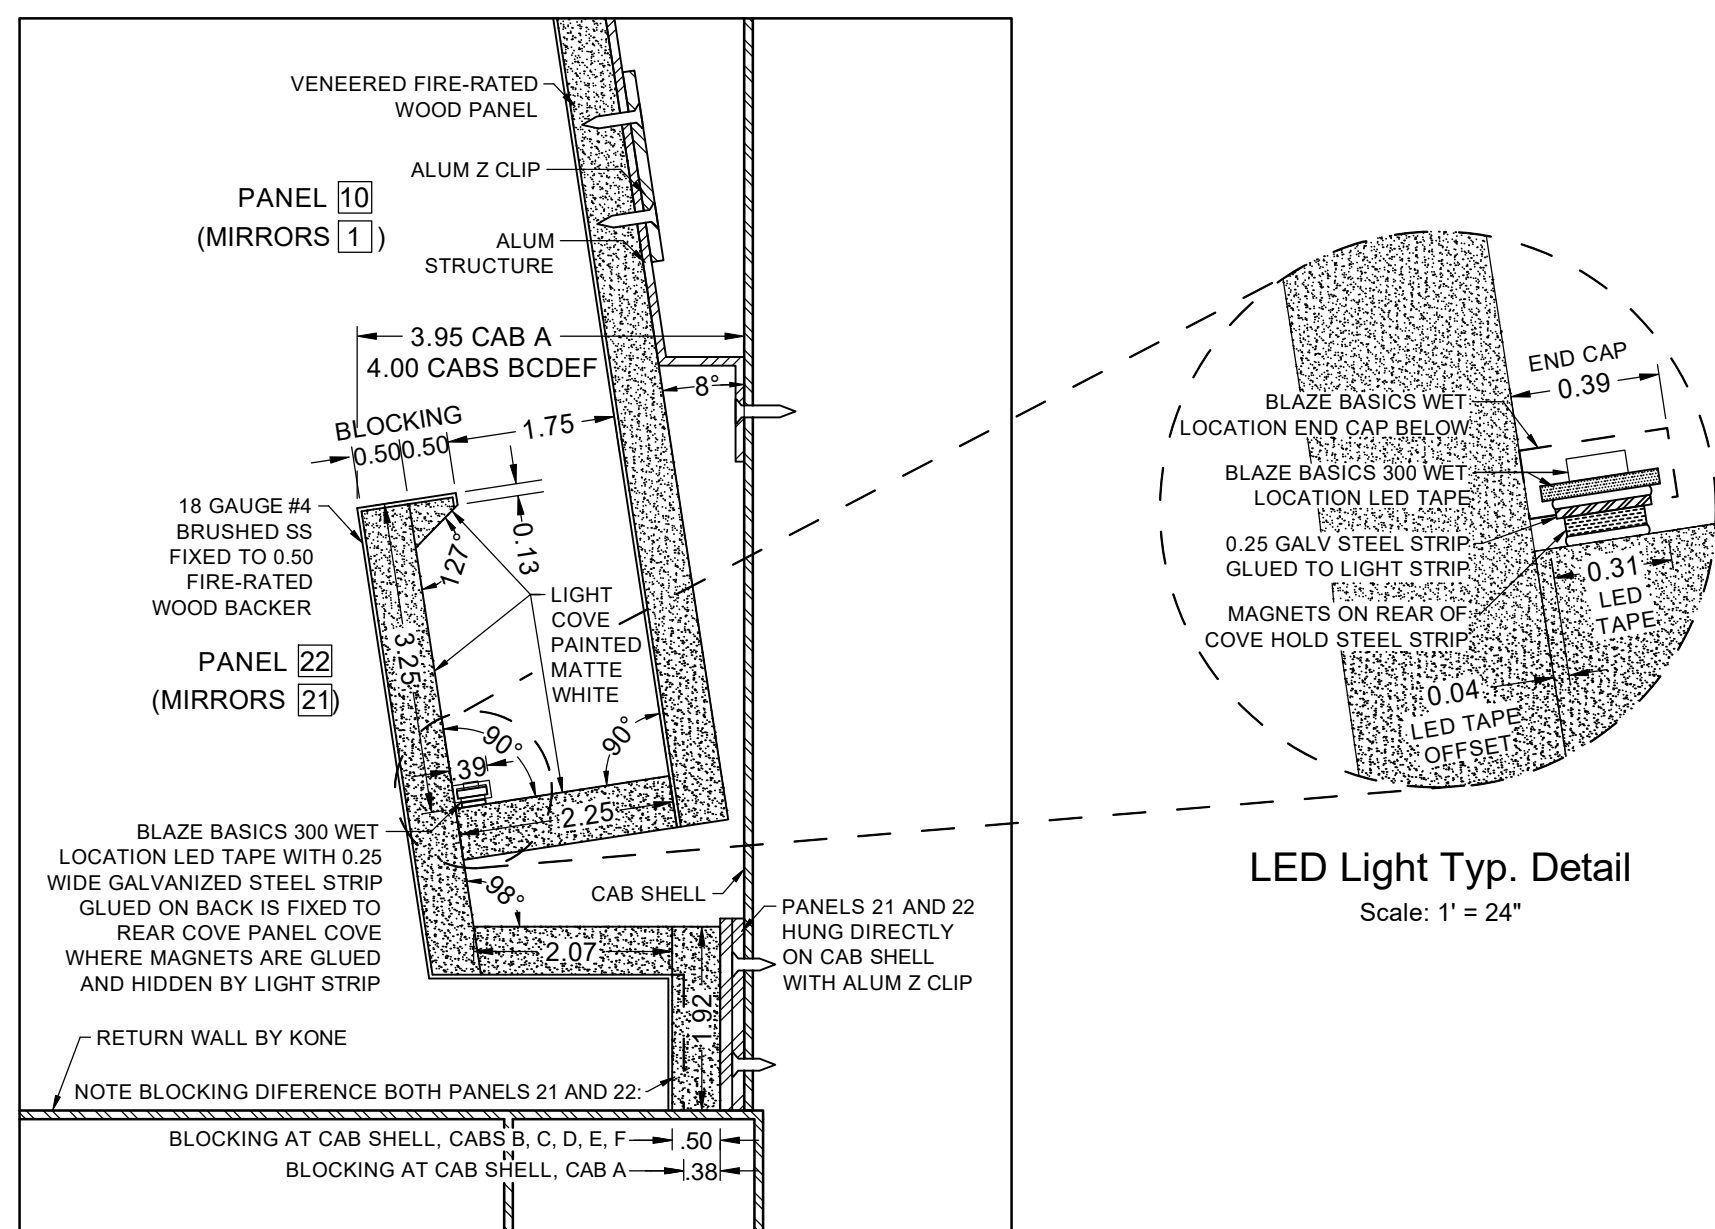 VENEERED FIRE-RATED
WOOD PANEL
ALUM Z CLIP
PANEL 10
(MIRRORS 1)
ALUM
STRUCTURE
3.95 CAB A
4.00 CABS BCDEF
8°
BLOCKING
0.50 0.50
1.75
18 GAUGE #4
BRUSHED SS
FIXED TO 0.50
FIRE-RATED
WOOD BACKER
127°
0.13
3.25
LIGHT
COVE
PAINTED
MATTE
WHITE
PANEL 22
(MIRRORS 21)
90°
90°
.39
2.25
BLAZE BASICS 300 WET
LOCATION LED TAPE WITH 0.25
WIDE GALVANIZED STEEL STRIP
GLUED ON BACK IS FIXED TO
REAR COVE PANEL COVE
WHERE MAGNETS ARE GLUED
AND HIDDEN BY LIGHT STRIP
98°
CAB SHELL
PANELS 21 AND 22
HUNG DIRECTLY
ON CAB SHELL
WITH ALUM Z CLIP
2.07
1.92
RETURN WALL BY KONE
NOTE BLOCKING DIFERENCE BOTH PANELS 21 AND 22:
BLOCKING AT CAB SHELL, CABS B, C, D, E, F
.50
BLOCKING AT CAB SHELL, CAB A
.38
END CAP
0.39
BLAZE BASICS WET
LOCATION END CAP BELOW
BLAZE BASICS 300 WET
LOCATION LED TAPE
0.25 GALV STEEL STRIP
GLUED TO LIGHT STRIP
MAGNETS ON REAR OF
COVE HOLD STEEL STRIP
0.31
LED
TAPE
0.04
LED TAPE
OFFSET
LED Light Typ. Detail
Scale: 1' = 24"